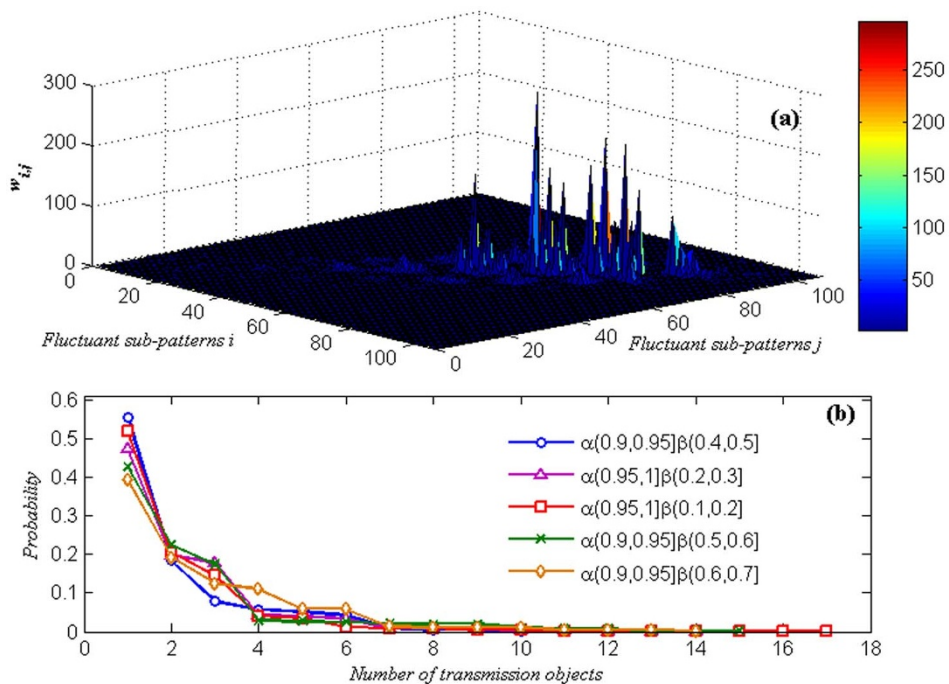 (a)
300
200
100
0
w i,j
0
20
40
60
80
100
Fluctuant sub-patterns i
0
20
40
60
80
100
Fluctuant sub-patterns j
250
200
150
100
50
(b)
0.6
0.5
0.4
0.3
0.2
0.1
0
Probability
α(0.9,0.95]β(0.4,0.5]
α(0.95,1]β(0.2,0.3]
α(0.95,1]β(0.1,0.2]
α(0.9,0.95]β(0.5,0.6]
α(0.9,0.95]β(0.6,0.7]
0 2 4 6 8 10 12 14 16 18
Number of transmission objects